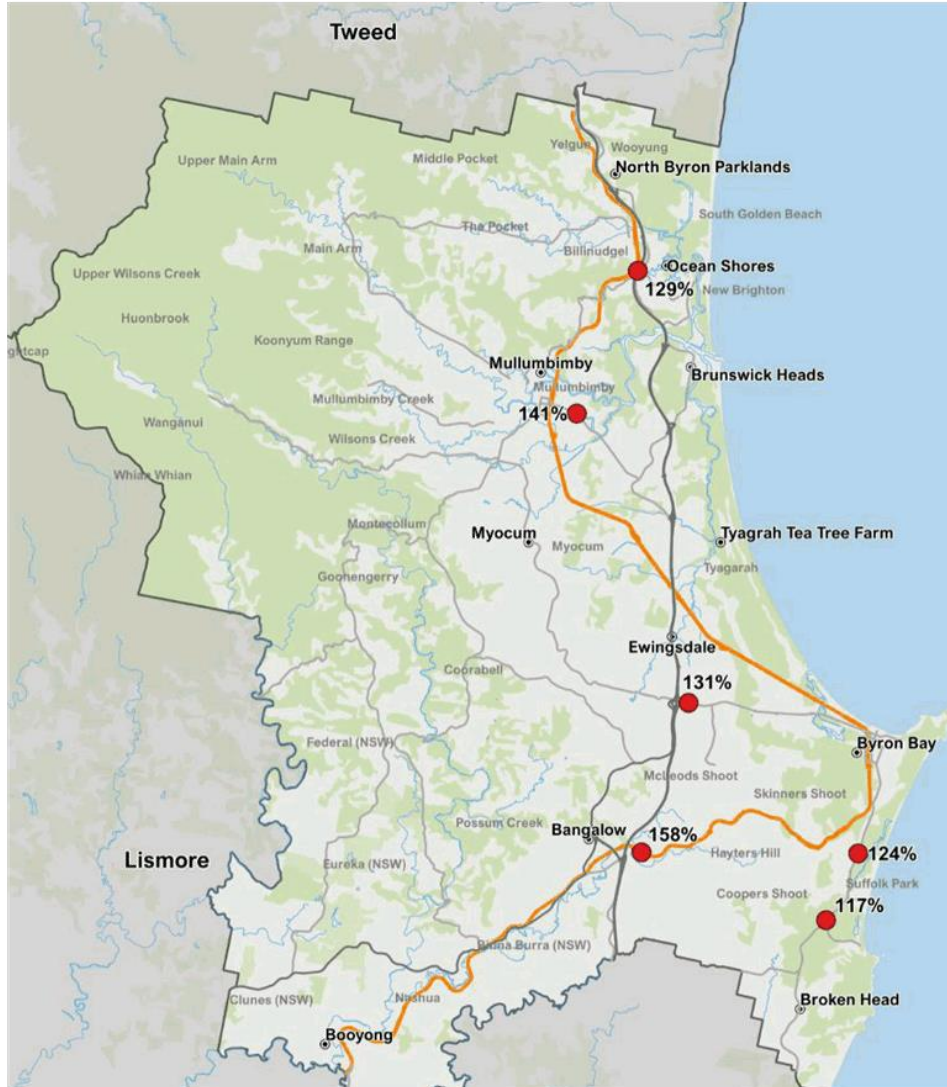 Tweed
Yelgun
Wooyung
Upper Main Arm
Middle Pocket
North Byron Parklands
South Golden Beach
The Pocket
Main Arm
Billinudgel
Upper Wilsons Creek
Ocean Shores
129%
New Brighton
Huonbrook
Koonyum Range
ghtcap
Mullumbimby
Brunswick Heads
Mullumbimby
Mullumbimby Creek
141%
Wanganui
Wilsons Creek
Whian Whian
Montecollum
Myocum
Myocum
Tyagrah Tea Tree Farm
Tyagarah
Goonengerry
Ewingsdale
Coorabell
131%
Federal (NSW)
Byron Bay
McLeods Shoot
Skinners Shoot
Possum Creek
Bangalow
158%
Lismore
Eureka (NSW)
Hayters Hill
124%
Suffolk Park
Coopers Shoot
117%
Binna Burra (NSW)
Clunes (NSW)
Nashua
Broken Head
Booyong